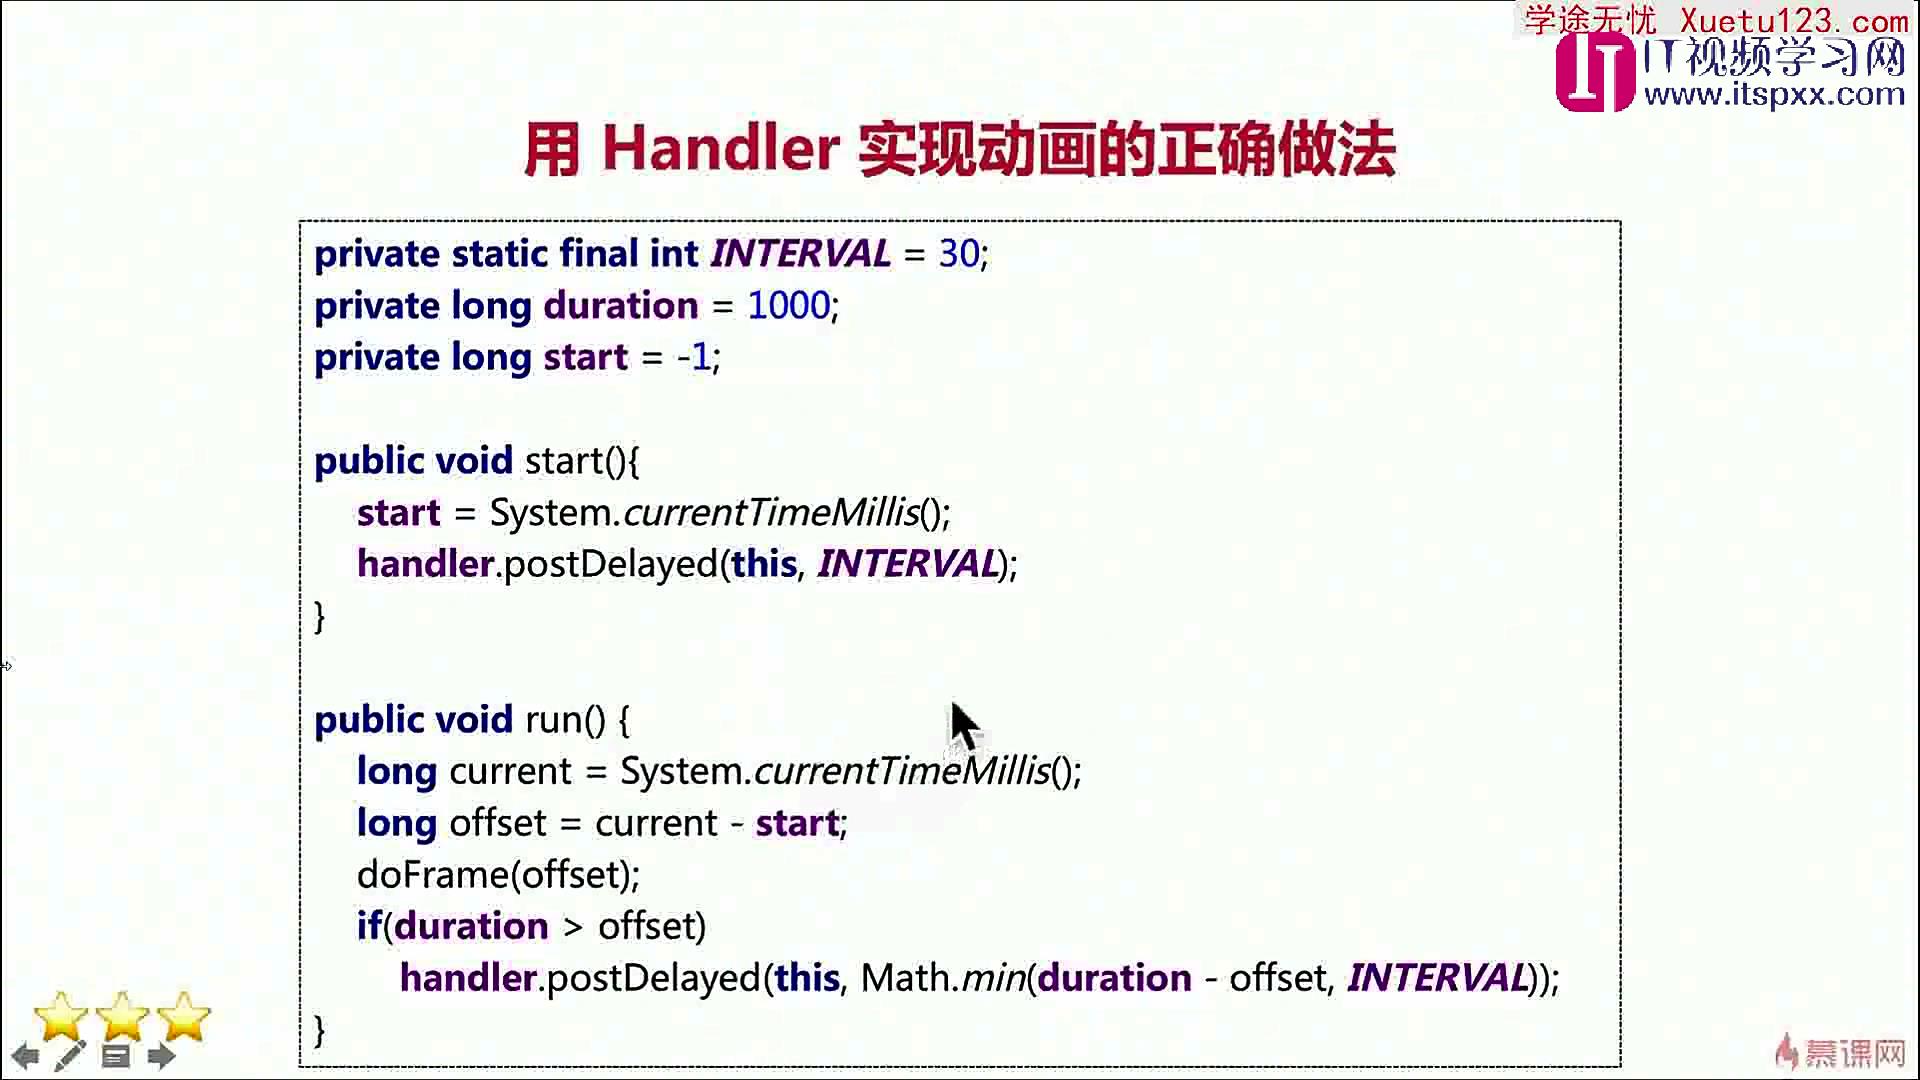 学途无忧 Xuetu123.com
IT视频学习网
www.itspxx.com
用 Handler 实现动画的正确做法
private static final int INTERVAL = 30;
private long duration = 1000;
private long start = -1;
public void start(){
start = System.currentTimeMillis();
handler.postDelayed(this, INTERVAL);
}
public void run() {
long current = System.currentTimeMillis();
long offset = current - start;
doFrame(offset);
if(duration > offset)
handler.postDelayed(this, Math.min(duration - offset, INTERVAL));
}
慕课网